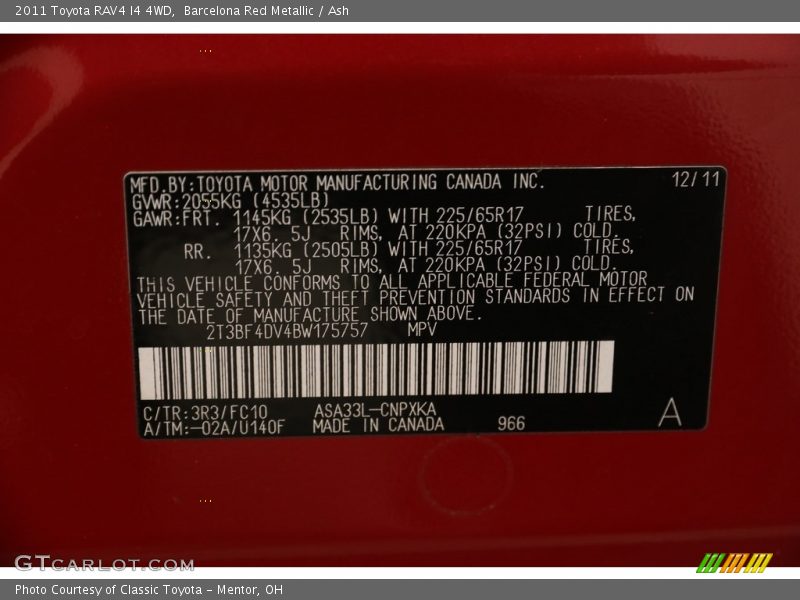 2011 Toyota RAV4 I4 4WD, Barcelona Red Metallic / Ash
MFD.BY:TOYOTA MOTOR MANUFACTURING CANADA INC. 12/11
GVWR:2055KG (4535LB)
GAWR:FRT. 1145KG (2535LB) WITH 225/65R17 TIRES,
17X6. 5J RIMS, AT 220KPA (32PSI) COLD.
RR. 1135KG (2505LB) WITH 225/65R17 TIRES,
17X6. 5J RIMS, AT 220KPA (32PSI) COLD.
THIS VEHICLE CONFORMS TO ALL APPLICABLE FEDERAL MOTOR
VEHICLE SAFETY AND THEFT PREVENTION STANDARDS IN EFFECT ON
THE DATE OF MANUFACTURE SHOWN ABOVE.
2T3BF4DV4BW175757 MPV
C/TR:3R3/FC10 ASA33L-CNPXKA
A/TM:-02A/U140F MADE IN CANADA 966 A
GTCARLOT.COM
Photo Courtesy of Classic Toyota - Mentor, OH